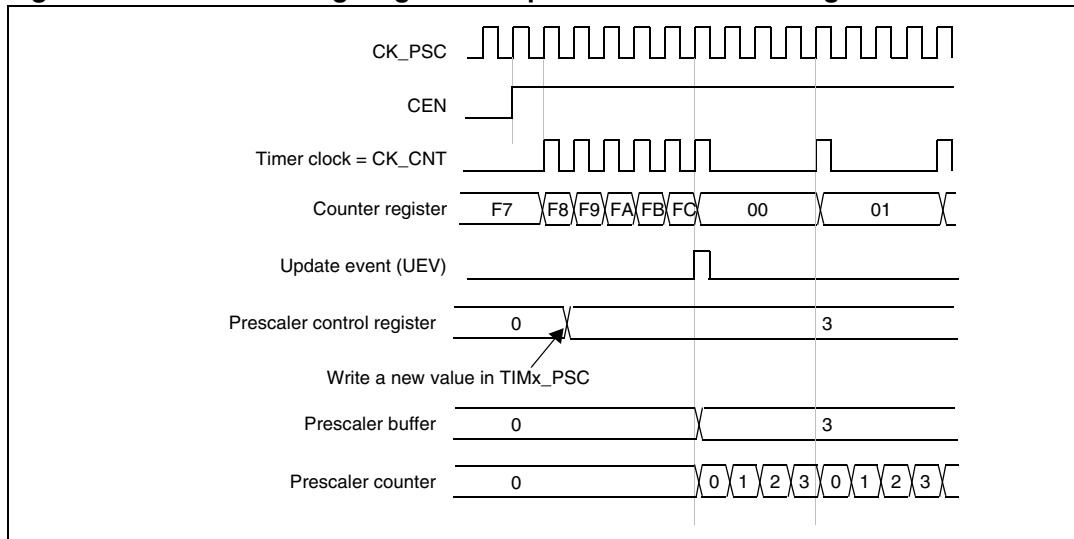 CK_PSC
CEN
Timer clock = CK_CNT
Counter register F7 F8 F9 FA FB FC 00 01
Update event (UEV)
Prescaler control register 0 3
Write a new value in TIMx_PSC
Prescaler buffer 0 3
Prescaler counter 0 0 1 2 3 0 1 2 3